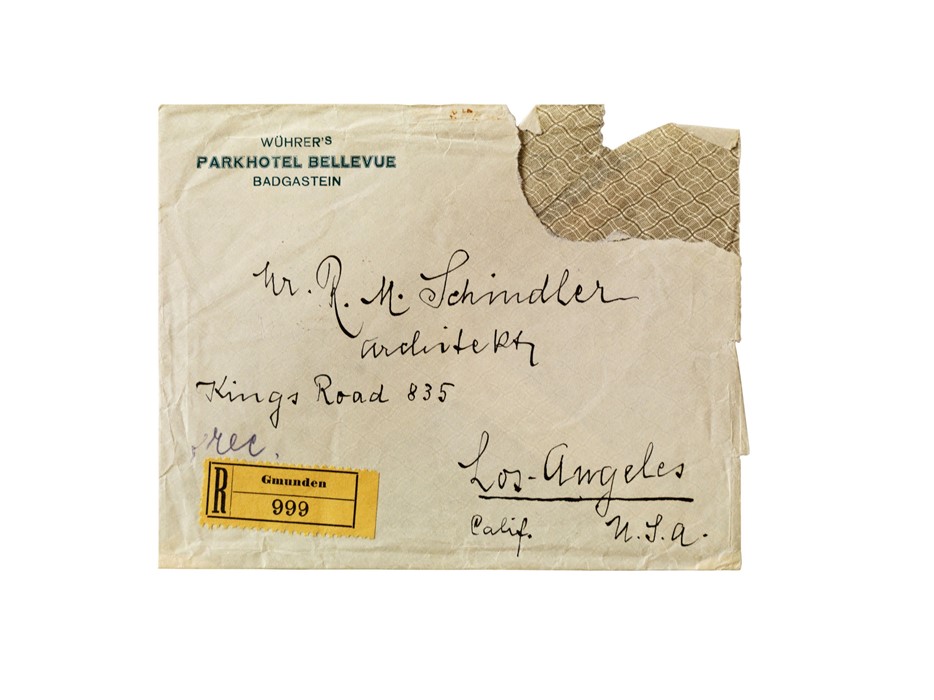 WÜHRER'S
PARKHOTEL BELLEVUE
BADGASTEIN
Mr. R. M. Schindler
Architekt
Kings Road 835
rec.
Los-Angeles
Calif. U.S.A.
R Gmunden
999